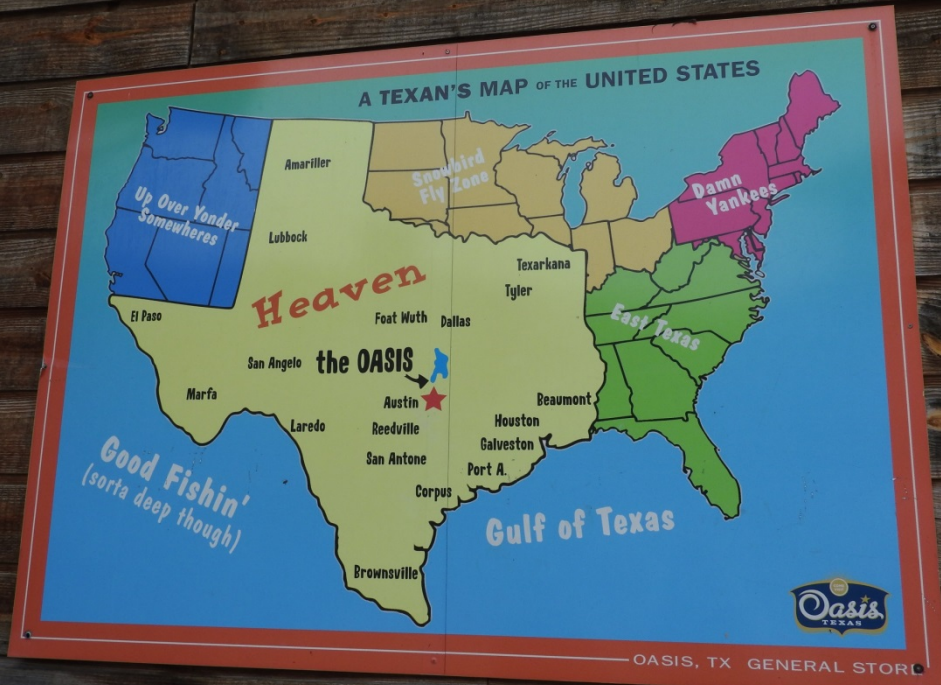 A TEXAN'S MAP OF THE UNITED STATES
Up Over Yonder
Somewheres
Amariller
Lubbock
Snowbird
Fly Zone
Damn
Yankees
Heaven
Texarkana
Tyler
East Texas
El Paso
Foat Wuth
Dallas
San Angelo
the OASIS
Marfa
Austin
Beaumont
Laredo
Reedville
Houston
San Antone
Galveston
Port A.
Corpus
Brownsville
Good Fishin'
(sorta deep though)
Gulf of Texas
Oasis,
TEXAS
OASIS, TX GENERAL STORE